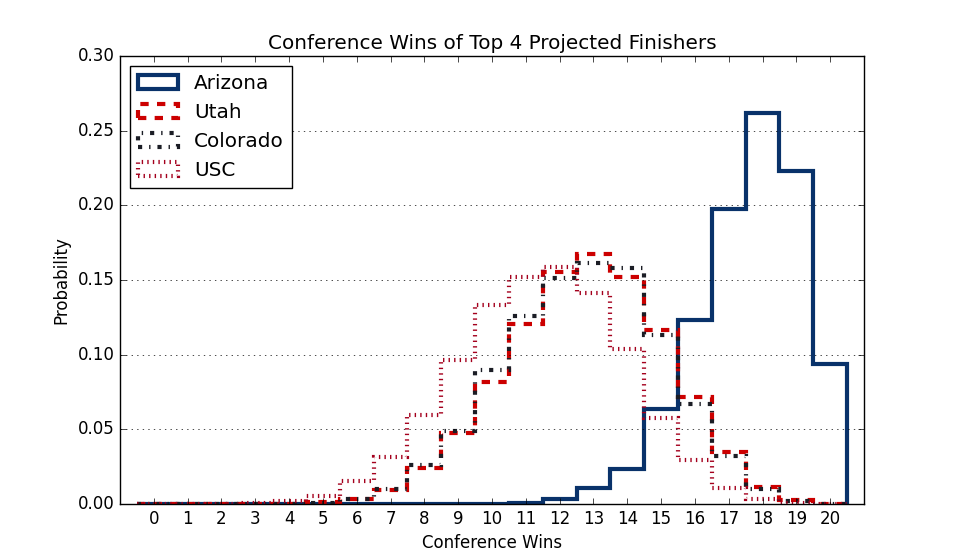 Conference Wins of Top 4 Projected Finishers
0.30
0.25
0.20
0.15
0.10
0.05
0.00
Probability
Arizona
Utah
Colorado
USC
0 1 2 3 4 5 6 7 8 9 10 11 12 13 14 15 16 17 18 19 20
Conference Wins